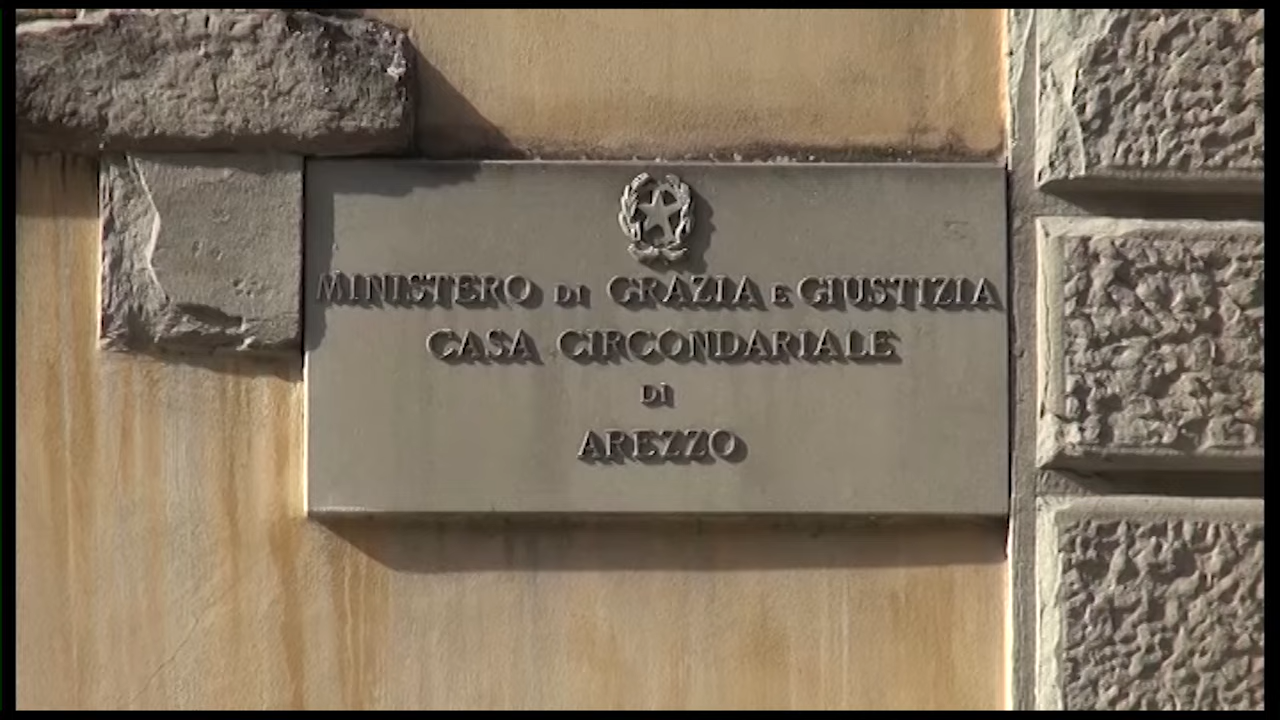 MINISTERO DI GRAZIA E GIUSTIZIA
CASA CIRCONDARIALE
DI
AREZZO